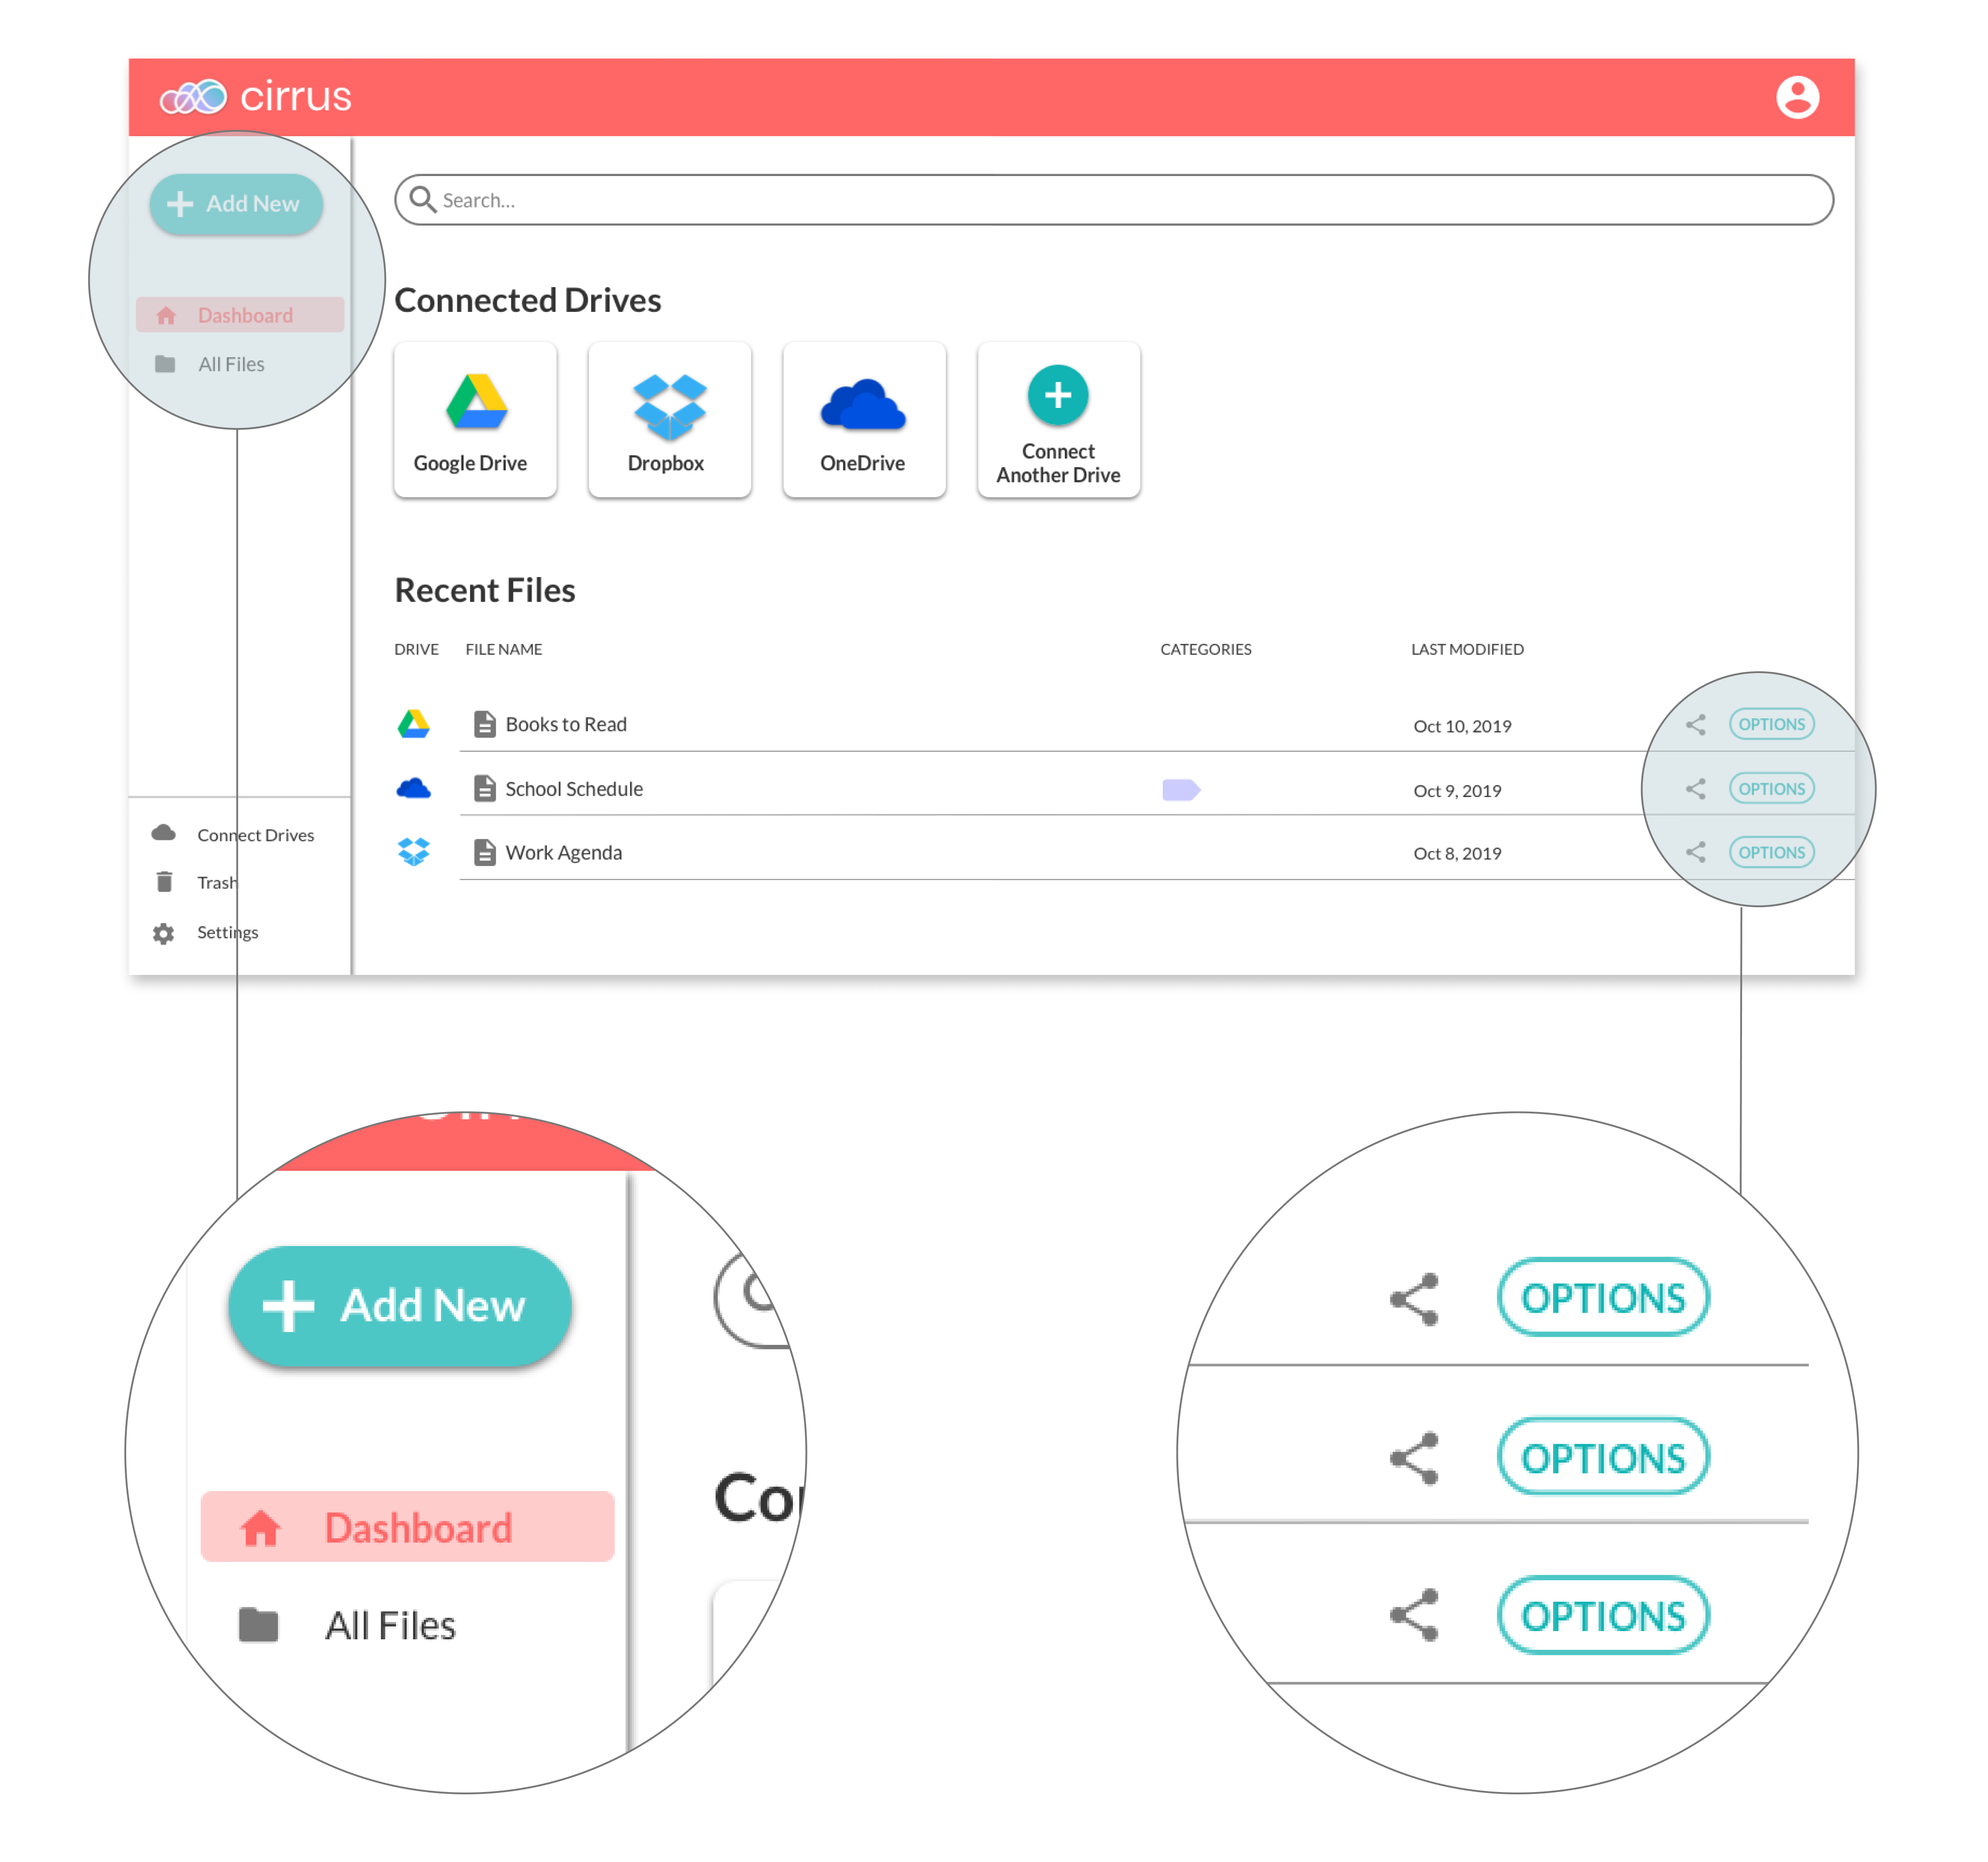 cirrus
Add New
Search...
Dashboard
All Files
Connected Drives
Google Drive
Dropbox
OneDrive
Connect
Another Drive
Recent Files
DRIVE FILE NAME CATEGORIES LAST MODIFIED
Books to Read Oct 10, 2019 OPTIONS
School Schedule Oct 9, 2019 OPTIONS
Work Agenda Oct 8, 2019 OPTIONS
Connect Drives
Trash
Settings
Add New
Dashboard
All Files
Co
OPTIONS
OPTIONS
OPTIONS